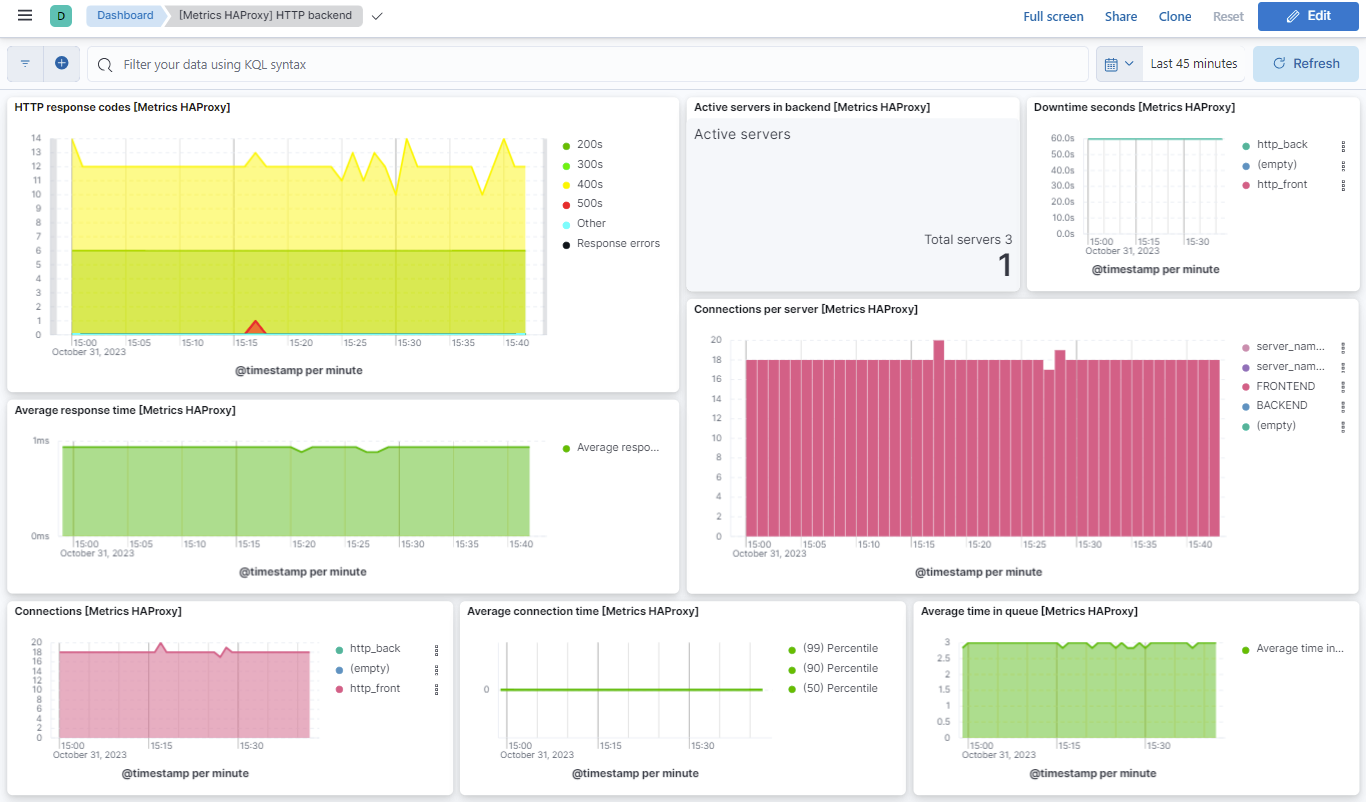 D Dashboard [Metrics HAProxy] HTTP backend Full screen Share Clone Reset Edit
Filter your data using KQL syntax Last 45 minutes Refresh
HTTP response codes [Metrics HAProxy]
14
13
12
11
10
9
8
7
6
5
4
3
2
1
0
15:00 15:05 15:10 15:15 15:20 15:25 15:30 15:35 15:40
October 31, 2023
@timestamp per minute
200s
300s
400s
500s
Other
Response errors
Active servers in backend [Metrics HAProxy]
Active servers
Total servers 3
1
Downtime seconds [Metrics HAProxy]
60.0s
50.0s
40.0s
30.0s
20.0s
10.0s
0.0s
15:00 15:15 15:30
October 31, 2023
@timestamp per minute
http_back
(empty)
http_front
Average response time [Metrics HAProxy]
1ms
0ms
15:00 15:05 15:10 15:15 15:20 15:25 15:30 15:35 15:40
October 31, 2023
@timestamp per minute
Average respo...
Connections per server [Metrics HAProxy]
20
18
16
14
12
10
8
6
4
2
0
15:00 15:05 15:10 15:15 15:20 15:25 15:30 15:35 15:40
October 31, 2023
@timestamp per minute
server_nam...
server_nam...
FRONTEND
BACKEND
(empty)
Connections [Metrics HAProxy]
20
18
16
14
12
10
8
6
4
2
0
15:00 15:15 15:30
October 31, 2023
@timestamp per minute
http_back
(empty)
http_front
Average connection time [Metrics HAProxy]
0
15:00 15:15 15:30
October 31, 2023
@timestamp per minute
(99) Percentile
(90) Percentile
(50) Percentile
Average time in queue [Metrics HAProxy]
3
2.5
2
1.5
1
0.5
0
15:00 15:15 15:30
October 31, 2023
@timestamp per minute
Average time in...